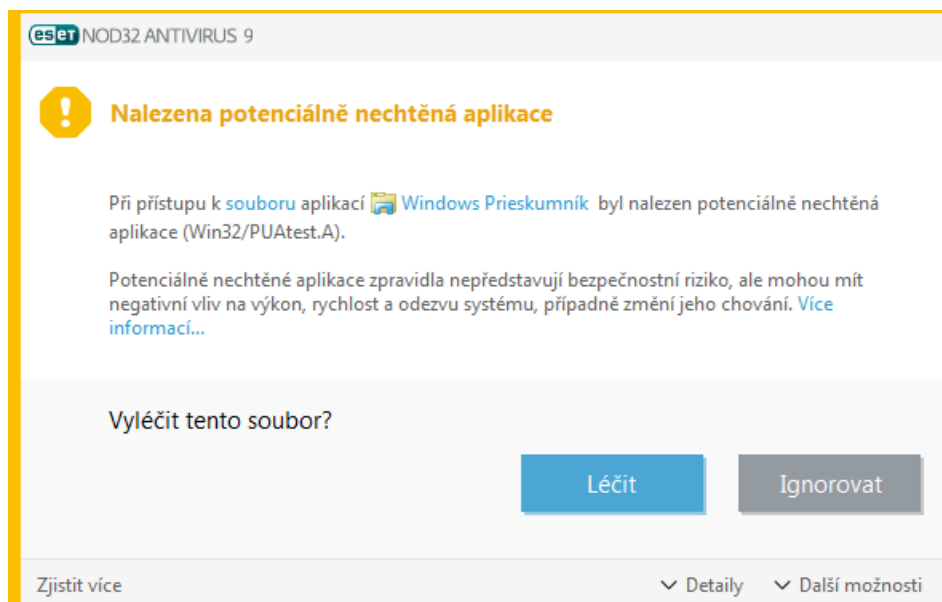 eset NOD32 ANTIVIRUS 9
Nalezena potenciálně nechtěná aplikace
Při přístupu k souboru aplikací Windows Prieskumník byl nalezen potenciálně nechtěná
aplikace (Win32/PUAtest.A).
Potenciálně nechtěné aplikace zpravidla nepředstavují bezpečnostní riziko, ale mohou mít
negativní vliv na výkon, rychlost a odezvu systému, případně změní jeho chování. Více
informací...
Vyléčit tento soubor?
Léčit Ignorovat
Zjistit více Detaily Další možnosti